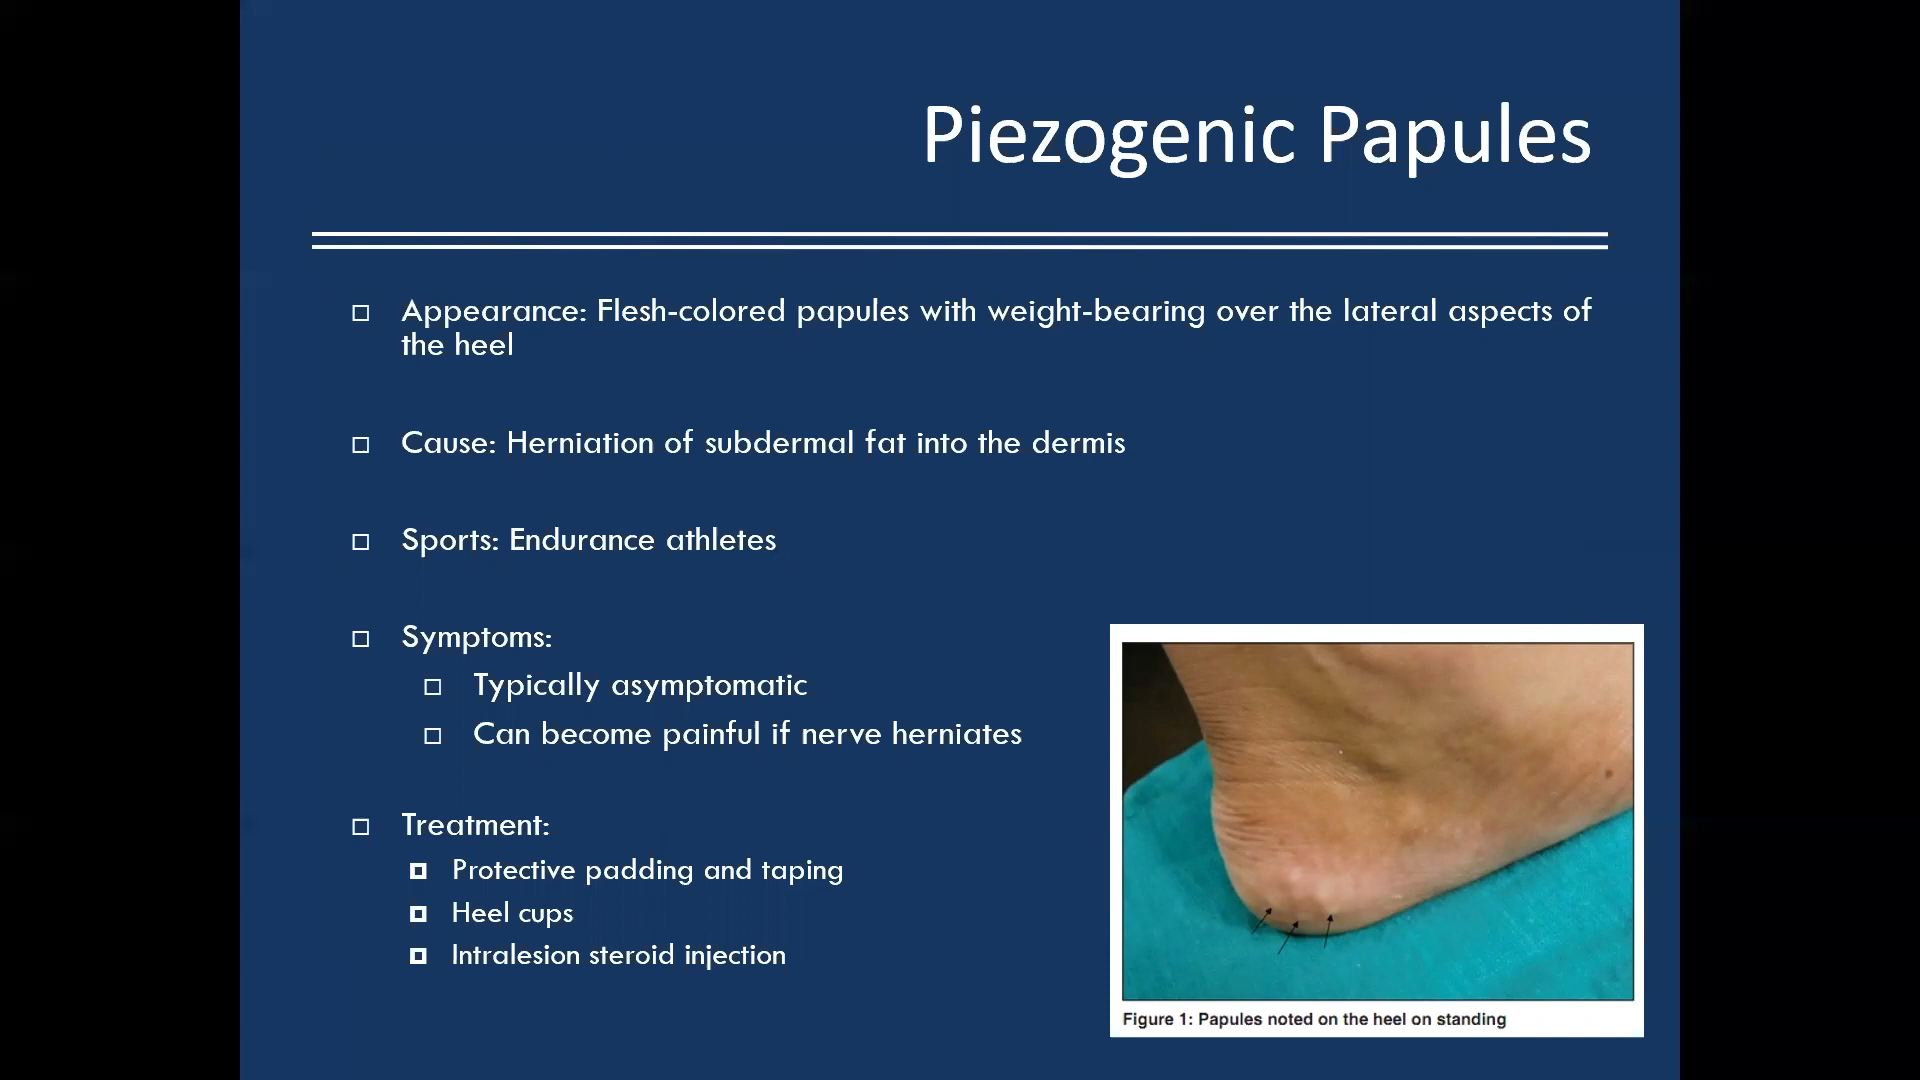 Piezogenic Papules
Appearance: Flesh-colored papules with weight-bearing over the lateral aspects of
the heel
Cause: Herniation of subdermal fat into the dermis
Sports: Endurance athletes
Symptoms:
Typically asymptomatic
Can become painful if nerve herniates
Treatment:
Protective padding and taping
Heel cups
Intralesion steroid injection
Figure 1: Papules noted on the heel on standing